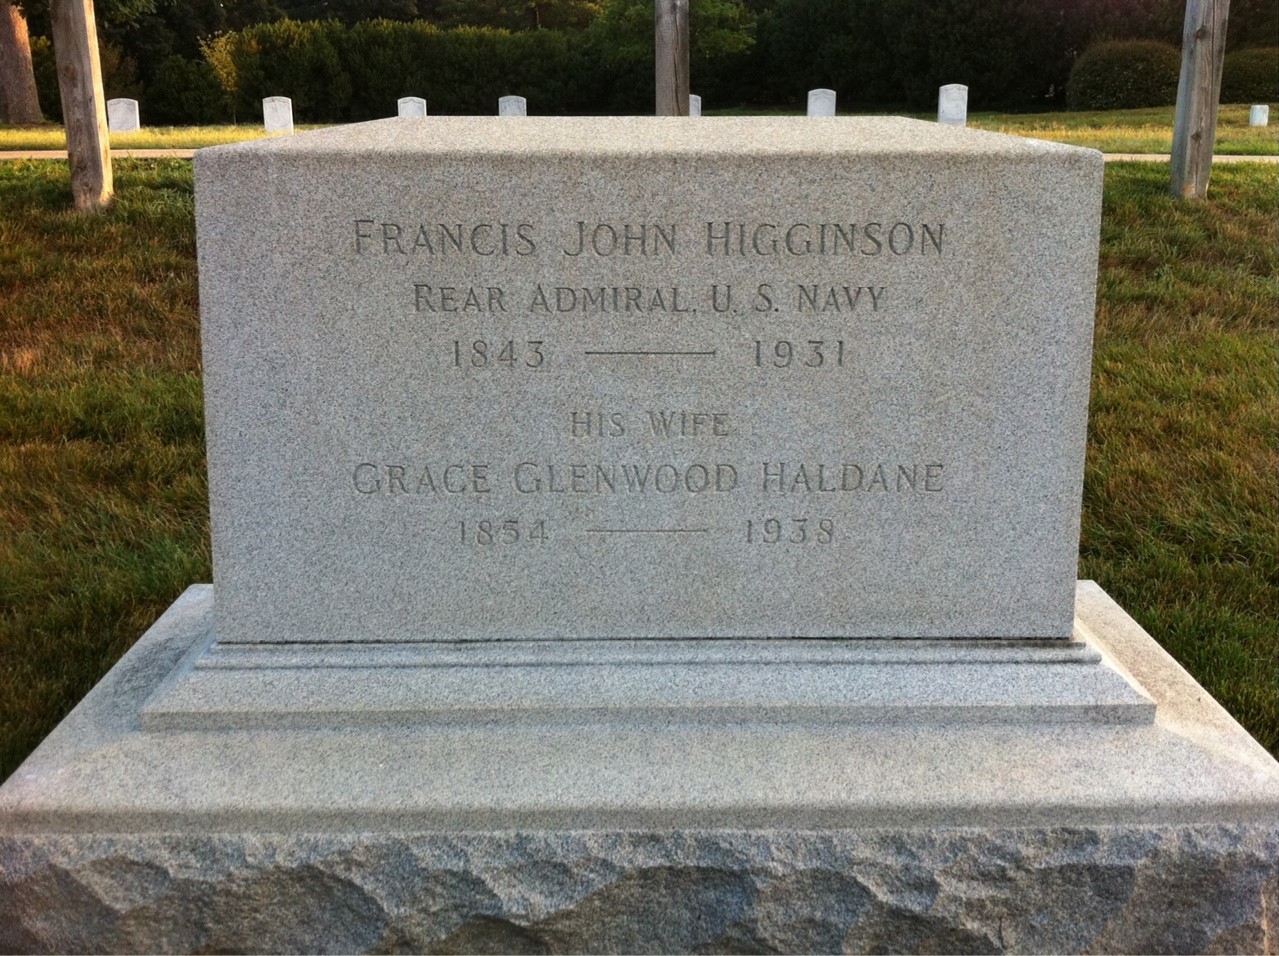 FRANCIS JOHN HIGGINSON
REAR ADMIRAL, U. S. NAVY
1843 — 1931
HIS WIFE
GRACE GLENWOOD HALDANE
1854 — 1938